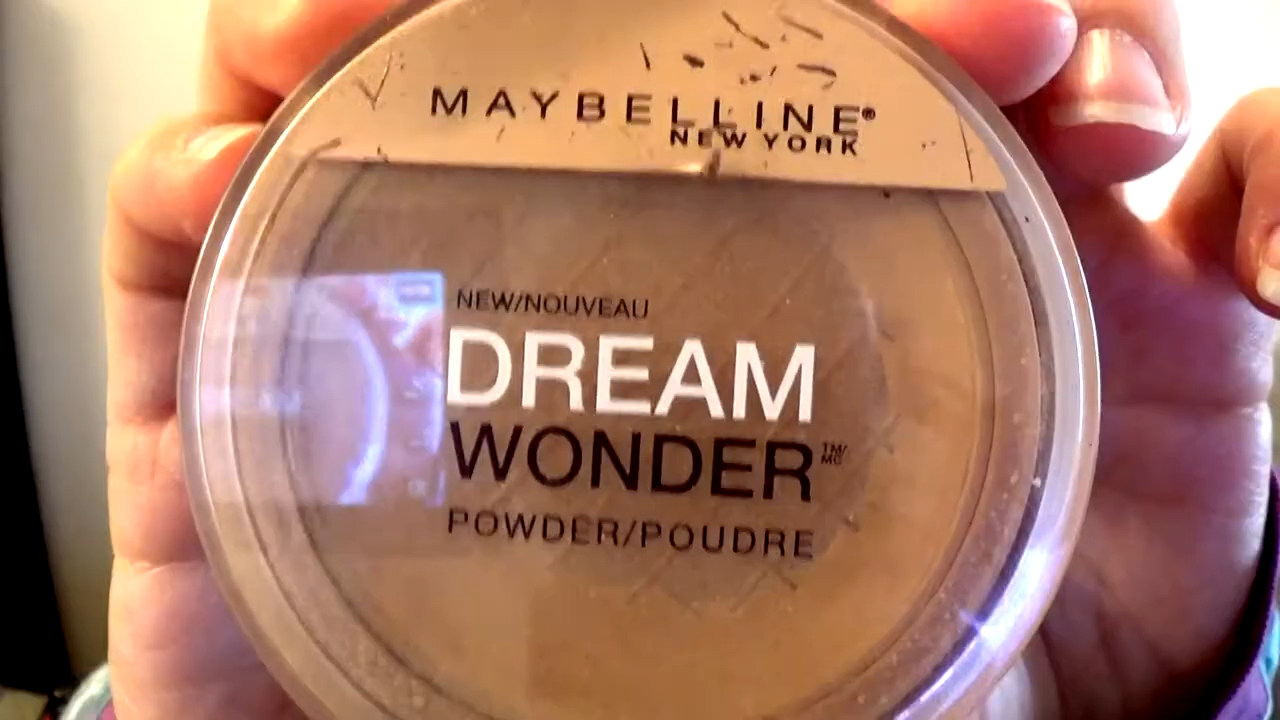 MAYBELLINE®
NEW YORK
NEW/NOUVEAU
DREAM
WONDER™/MC
POWDER/POUDRE